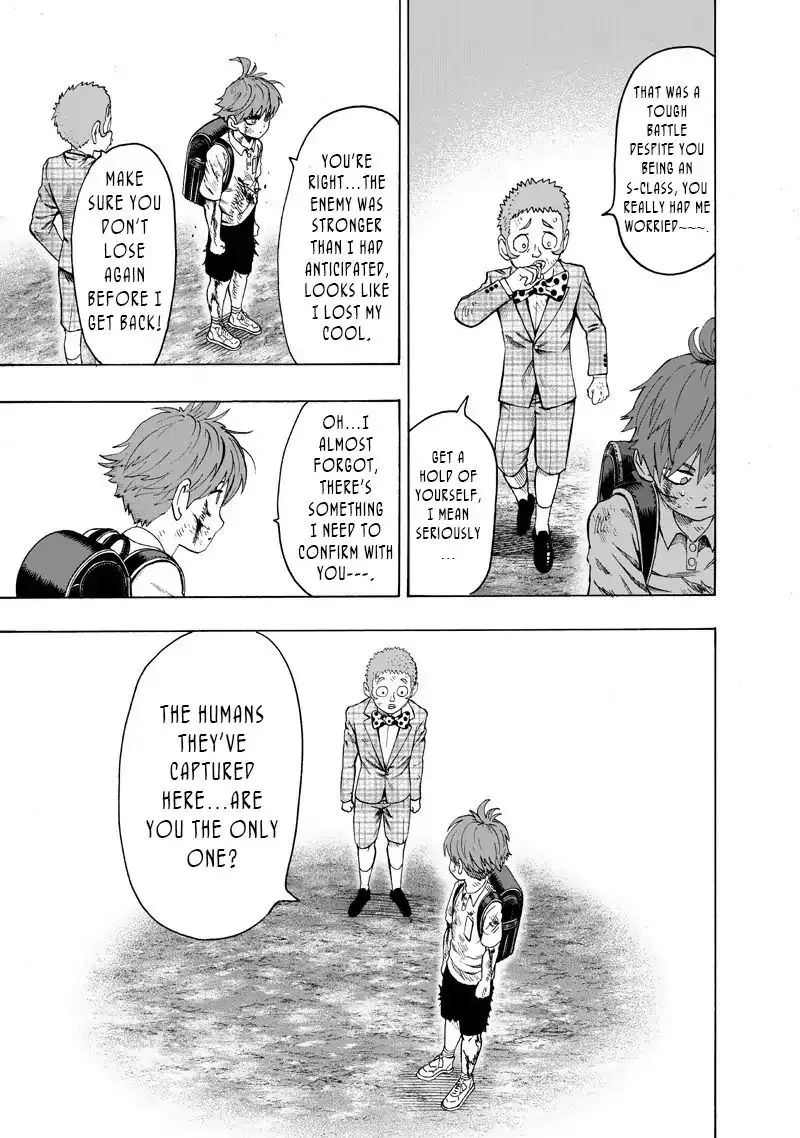 THAT WAS A
TOUGH
BATTLE
DESPITE YOU
BEING AN
S-CLASS, YOU
REALLY HAD ME
WORRIED~~~.
GET A
HOLD OF
YOURSELF,
I MEAN
SERIOUSLY
...
YOU'RE
RIGHT...THE
ENEMY WAS
STRONGER
THAN I HAD
ANTICIPATED,
LOOKS LIKE
I LOST MY
COOL.
MAKE
SURE YOU
DON'T
LOSE
AGAIN
BEFORE I
GET BACK!
OH...I
ALMOST
FORGOT,
THERE'S
SOMETHING
I NEED TO
CONFIRM WITH
YOU---.
THE HUMANS
THEY'VE
CAPTURED
HERE...ARE
YOU THE ONLY
ONE?